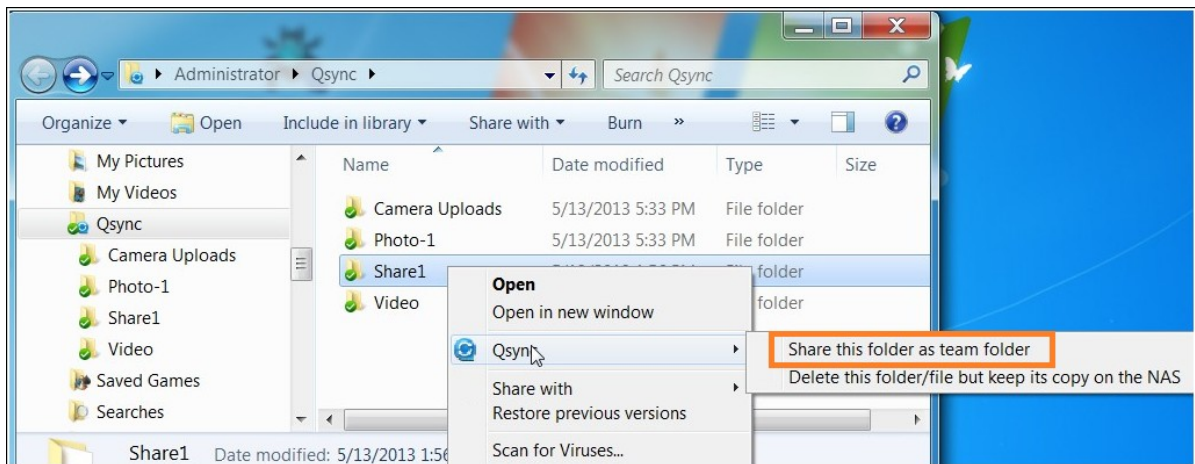 Administrator Qsync
Search Qsync
Organize Open Include in library Share with Burn »
My Pictures
My Videos
Qsync
Camera Uploads
Photo-1
Share1
Video
Saved Games
Searches
Name Date modified Type Size
Camera Uploads 5/13/2013 5:33 PM File folder
Photo-1 5/13/2013 5:33 PM File folder
Share1 folder
Video folder
Open
Open in new window
Qsync
Share with
Restore previous versions
Scan for Viruses...
Share this folder as team folder
Delete this folder/file but keep its copy on the NAS
Share1 Date modified: 5/13/2013 1:56